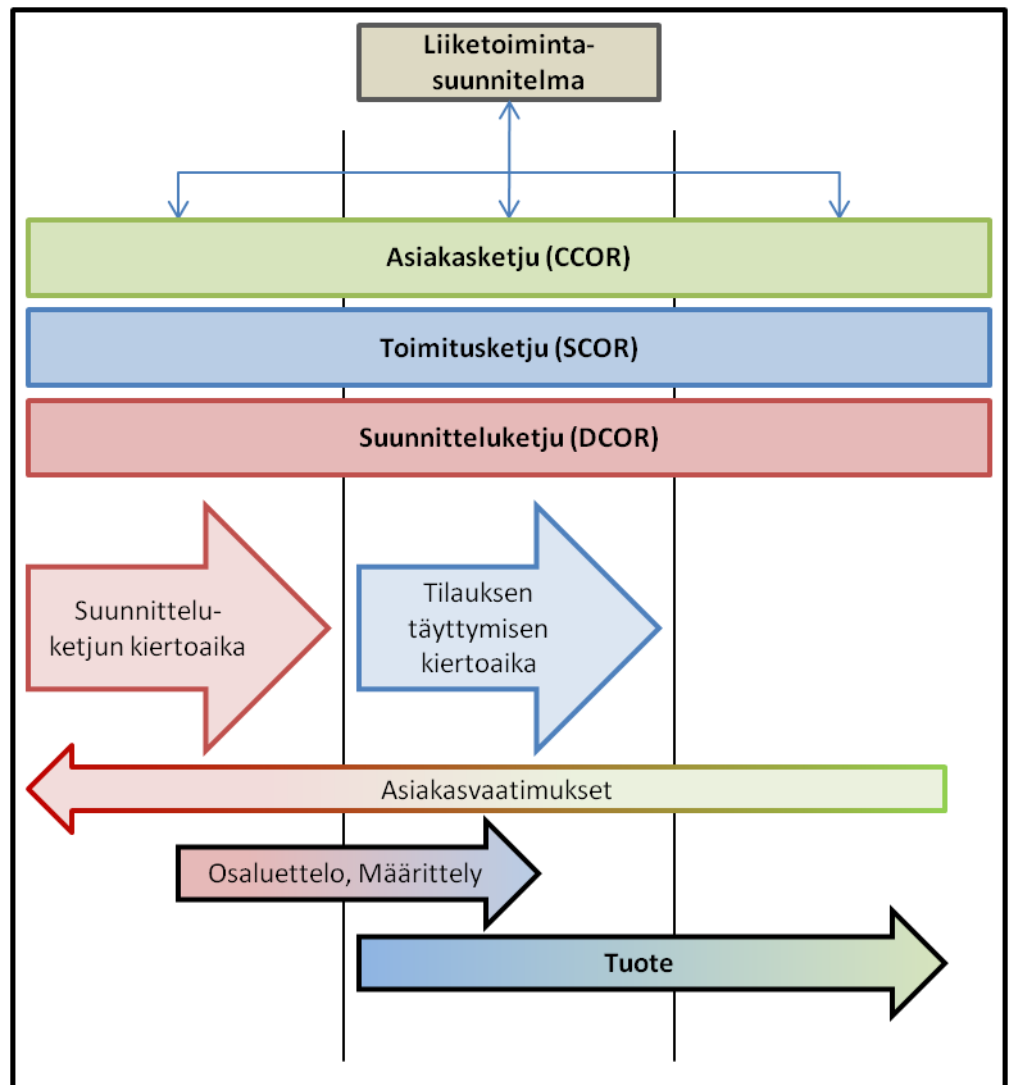 Liiketoiminta-
suunnitelma
Asiakasketju (CCOR)
Toimitusketju (SCOR)
Suunnitteluketju (DCOR)
Suunnittelu-
ketjun kiertoaika
Tilauksen
täyttymisen
kiertoaika
Asiakasvaatimukset
Osaluettelo, Määrittely
Tuote